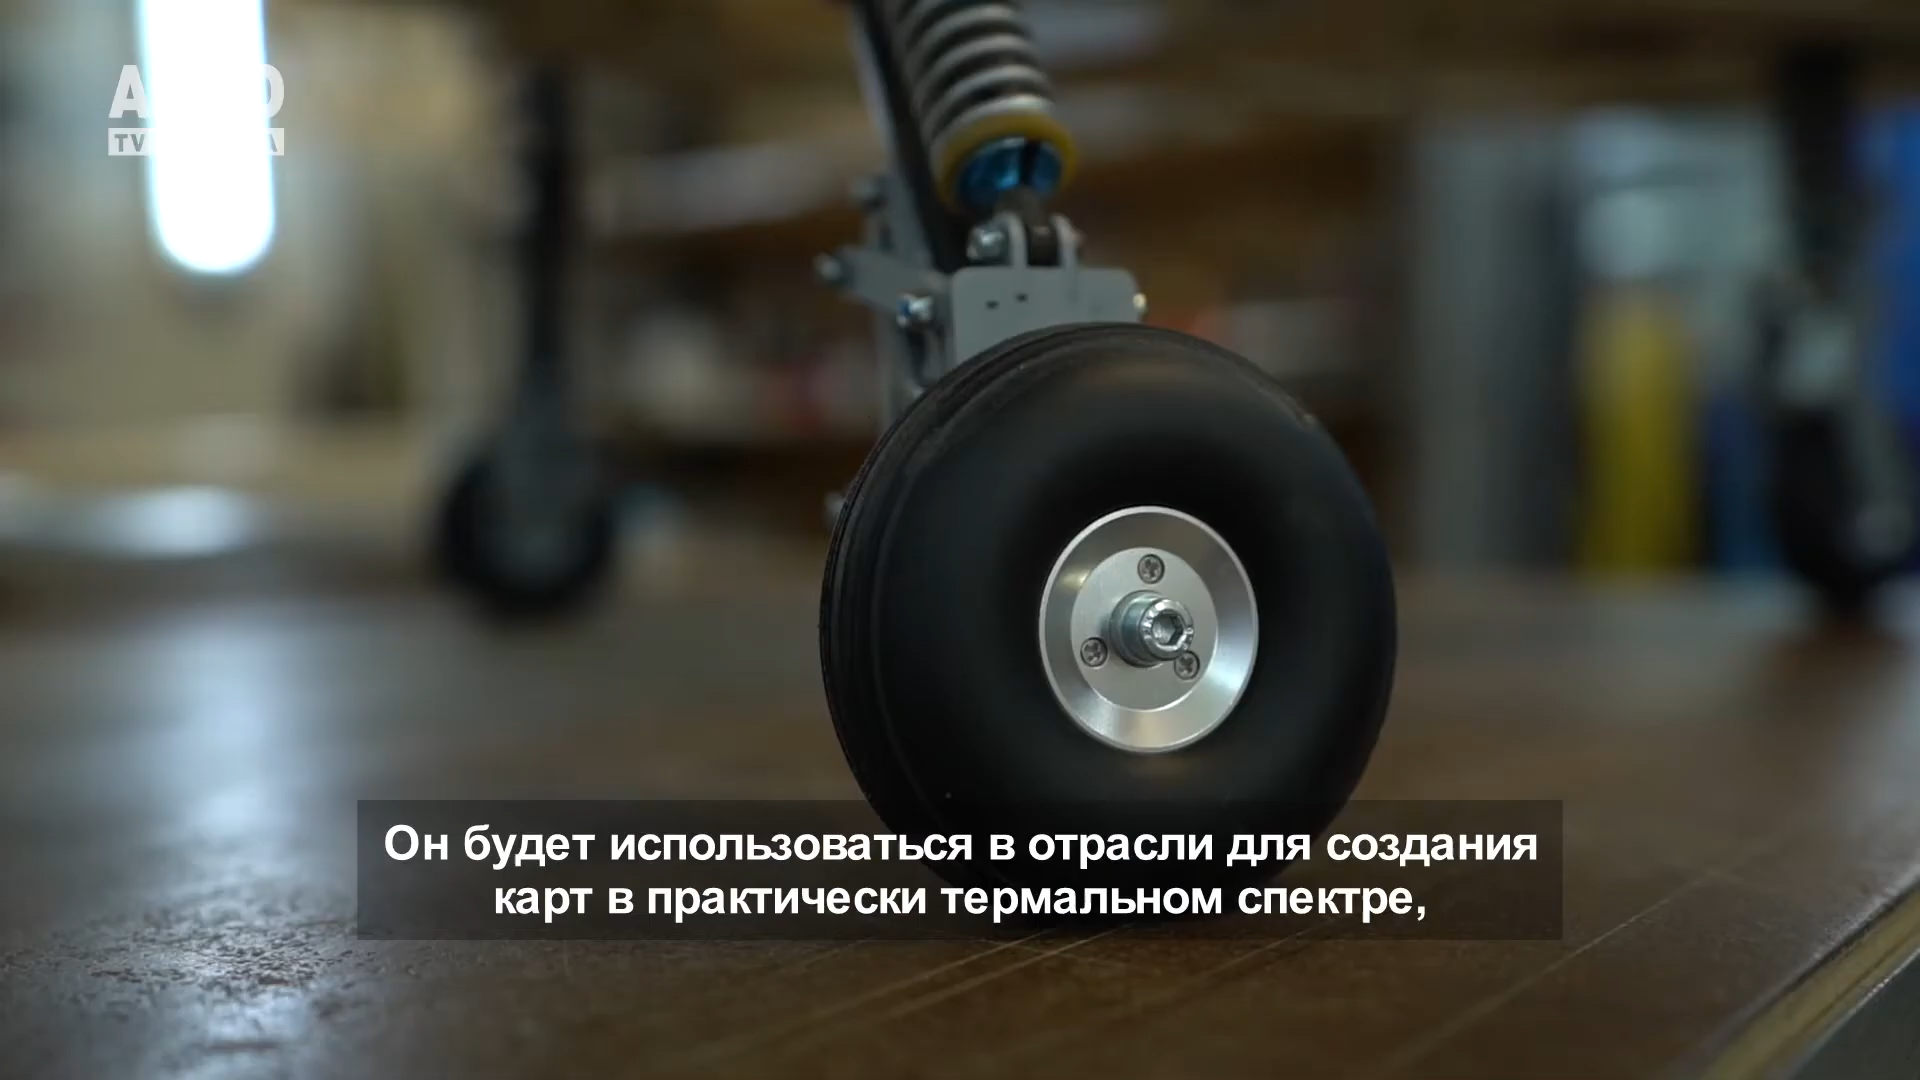 Он будет использоваться в отрасли для создания
карт в практически термальном спектре,